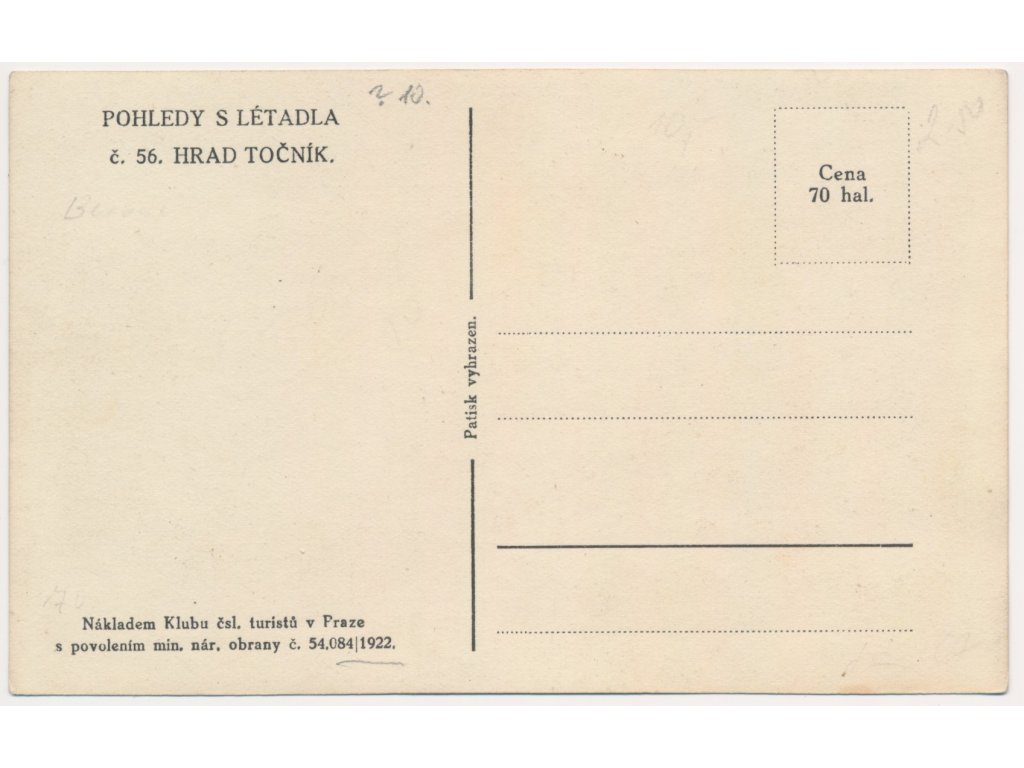 POHLEDY S LÉTADLA
č. 56. HRAD TOČNÍK.
? 10.
Nákladem Klubu čsl. turistů v Praze
s povolením min. nár. obrany č. 54.084|1922.
Patisk vyhrazen.
Cena
70 hal.